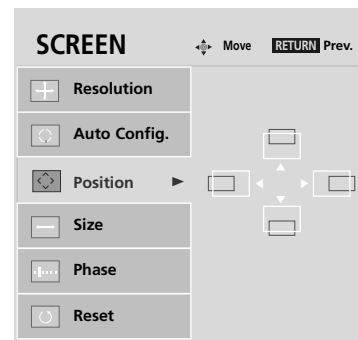 SCREEN Move RETURN Prev.
Resolution
Auto Config.
Position
Size
Phase
Reset